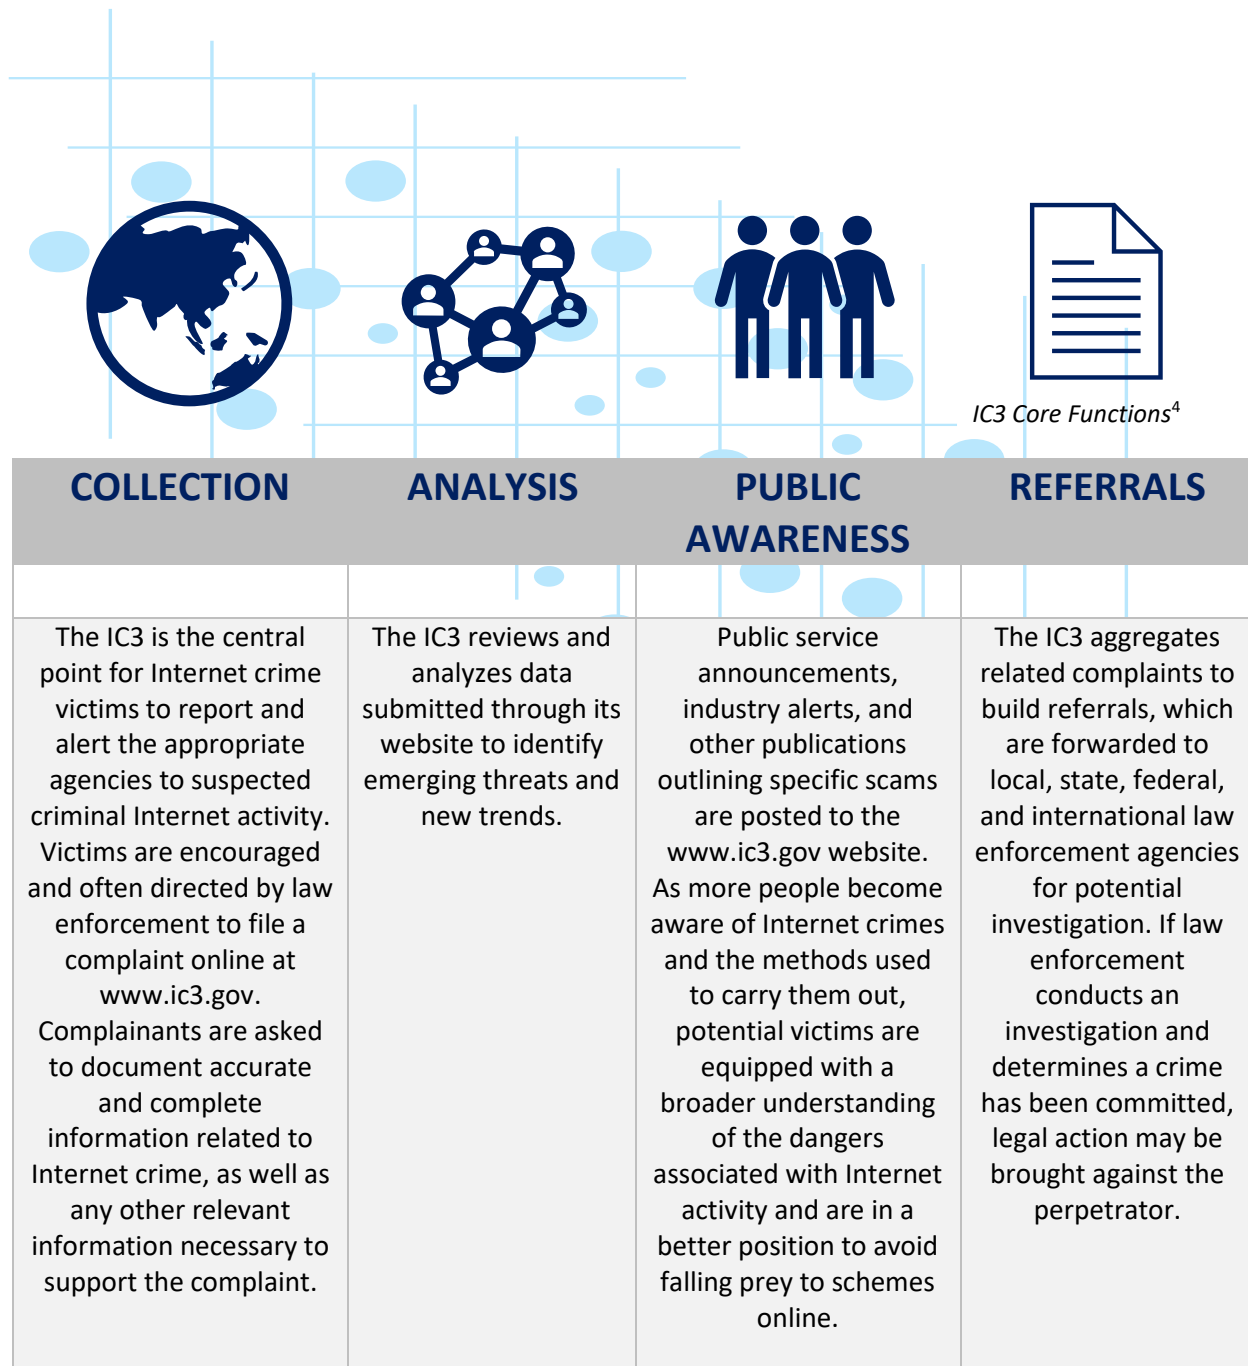 IC3 Core Functions4
COLLECTION
The IC3 is the central
point for Internet crime
victims to report and
alert the appropriate
agencies to suspected
criminal Internet activity.
Victims are encouraged
and often directed by law
enforcement to file a
complaint online at
www.ic3.gov.
Complainants are asked
to document accurate
and complete
information related to
Internet crime, as well as
any other relevant
information necessary to
support the complaint.
ANALYSIS
The IC3 reviews and
analyzes data
submitted through its
website to identify
emerging threats and
new trends.
PUBLIC
AWARENESS
Public service
announcements,
industry alerts, and
other publications
outlining specific scams
are posted to the
www.ic3.gov website.
As more people become
aware of Internet crimes
and the methods used
to carry them out,
potential victims are
equipped with a
broader understanding
of the dangers
associated with Internet
activity and are in a
better position to avoid
falling prey to schemes
online.
REFERRALS
The IC3 aggregates
related complaints to
build referrals, which
are forwarded to
local, state, federal,
and international law
enforcement agencies
for potential
investigation. If law
enforcement
conducts an
investigation and
determines a crime
has been committed,
legal action may be
brought against the
perpetrator.